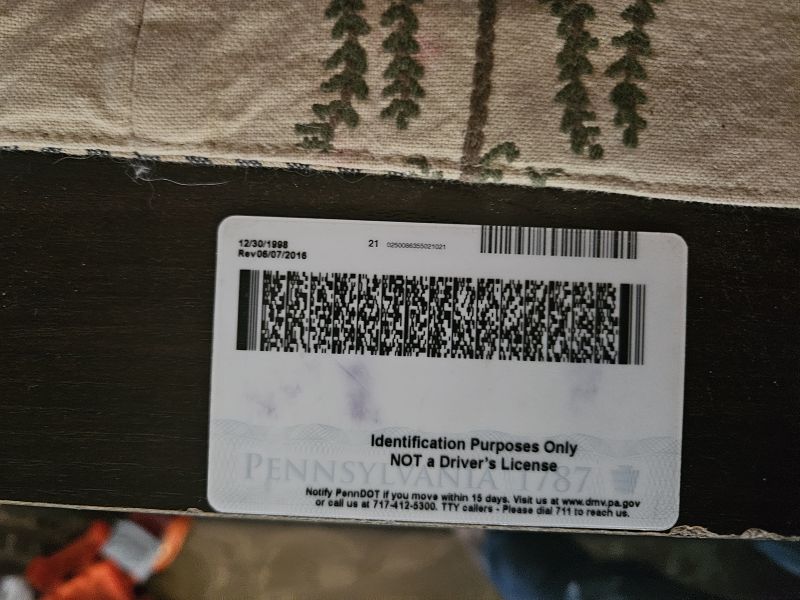 12/30/1998
Rev06/07/2016
21 0250086355021021
Identification Purposes Only
NOT a Driver's License
PENNSYLVANIA 1787
Notify PennDOT if you move within 15 days. Visit us at www.dmv.pa.gov
or call us at 717-412-5300. TTY callers - Please dial 711 to reach us.